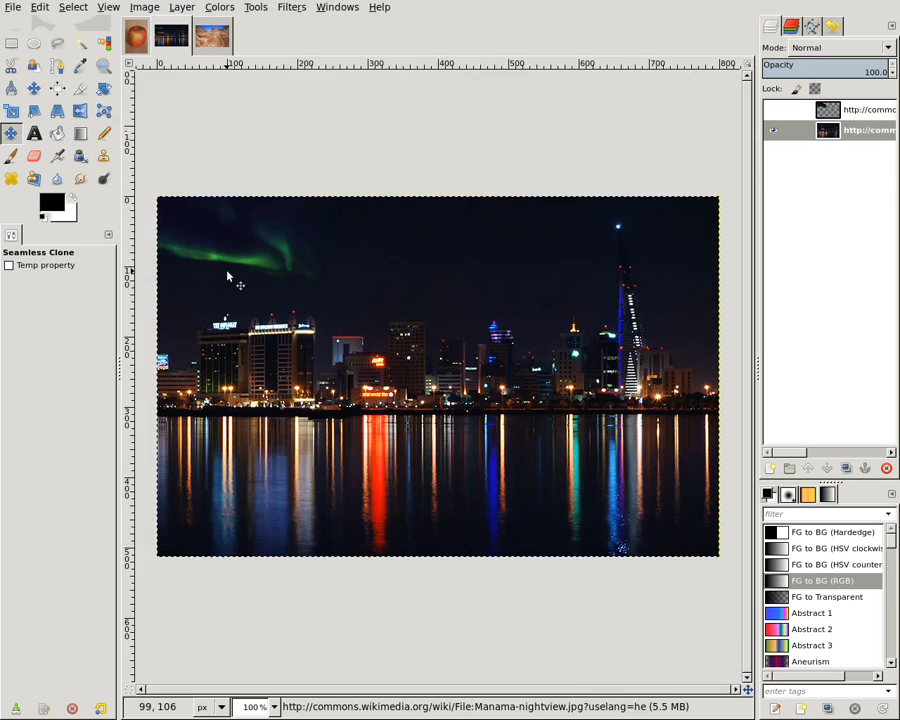 File Edit Select View Image Layer Colors Tools Filters Windows Help
Mode: Normal
Opacity
100.0
Lock:
http://commo
http://comm
0 100 200 300 400 500 600 700 800
Seamless Clone
Temp property
filter
FG to BG (Hardedge)
FG to BG (HSV clockwis
FG to BG (HSV counter
FG to BG (RGB)
FG to Transparent
Abstract 1
Abstract 2
Abstract 3
Aneurism
enter tags
99, 106 px 100 % http://commons.wikimedia.org/wiki/File:Manama-nightview.jpg?uselang=he (5.5 MB)